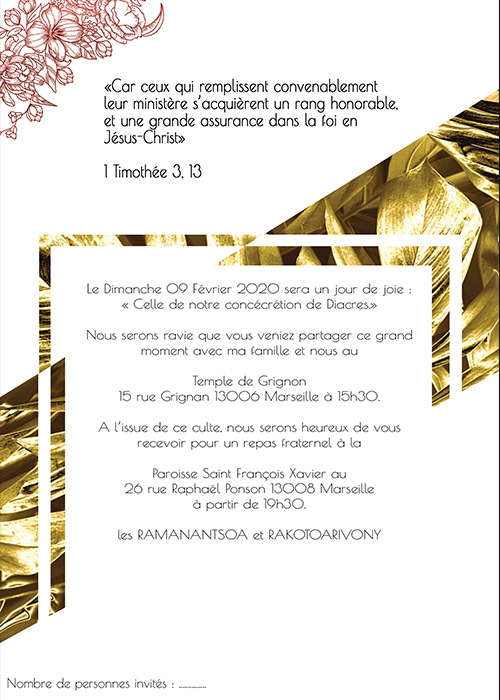 «Car ceux qui remplissent convenablement
leur ministère s'acquièrent un rang honorable,
et une grande assurance dans la foi en
Jésus-Christ»
1 Timothée 3, 13
Le Dimanche 09 Février 2020 sera un jour de joie :
« Celle de notre concécrétion de Diacres.»
Nous serons ravie que vous veniez partager ce grand
moment avec ma famille et nous au
Temple de Grignon
15 rue Grignan 13006 Marseille à 15h30.
A l'issue de ce culte, nous serons heureux de vous
recevoir pour un repas fraternel à la
Paroisse Saint François Xavier au
26 rue Raphaël Ponson 13008 Marseille
à partir de 19h30.
les RAMANANTSOA et RAKOTOARIVONY
Nombre de personnes invités : ..............